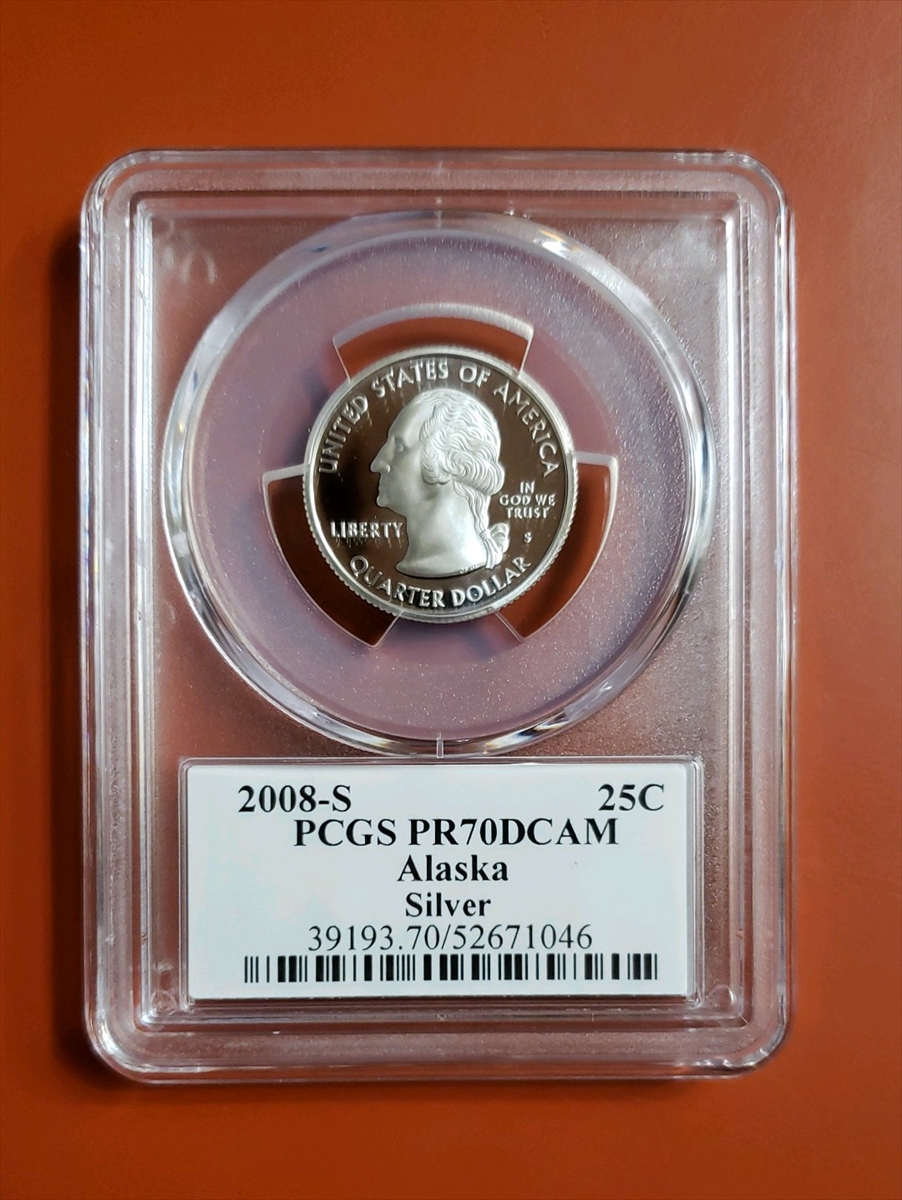 UNITED STATES OF AMERICA
IN
GOD WE
TRUST
LIBERTY
S
QUARTER DOLLAR
2008-S 25C
PCGS PR70DCAM
Alaska
Silver
39193.70/52671046